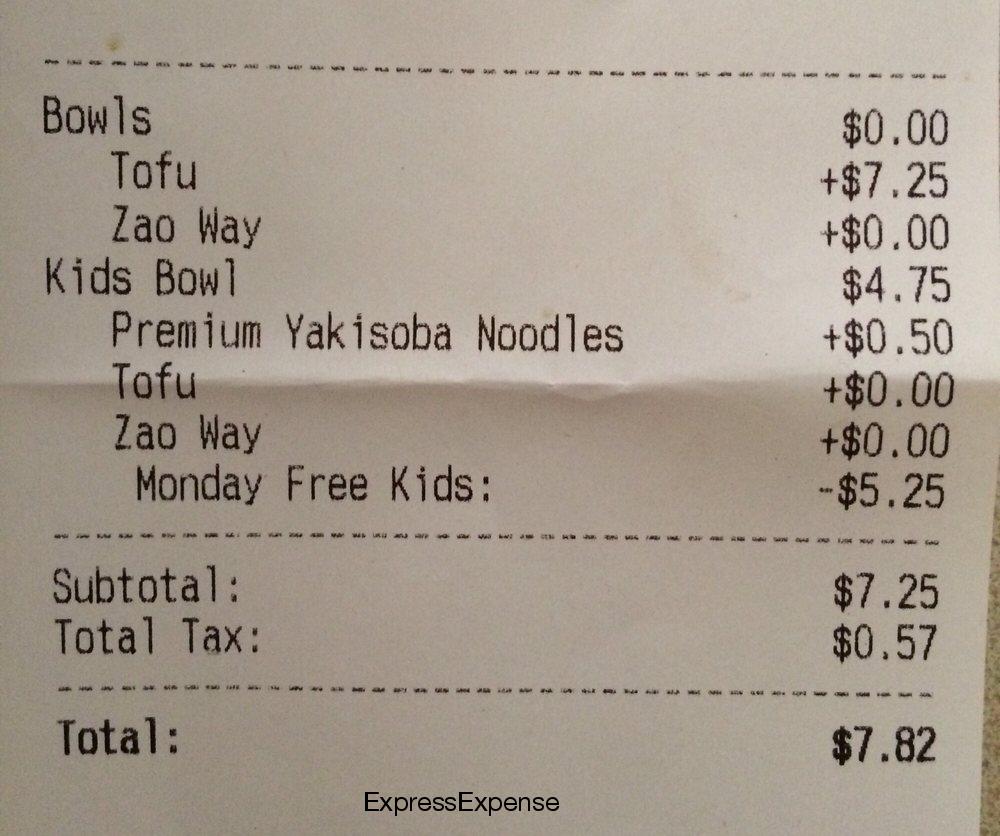 Bowls $0.00
Tofu +$7.25
Zao Way +$0.00
Kids Bowl $4.75
Premium Yakisoba Noodles +$0.50
Tofu +$0.00
Zao Way +$0.00
Monday Free Kids: -$5.25
Subtotal: $7.25
Total Tax: $0.57
Total: $7.82
ExpressExpense